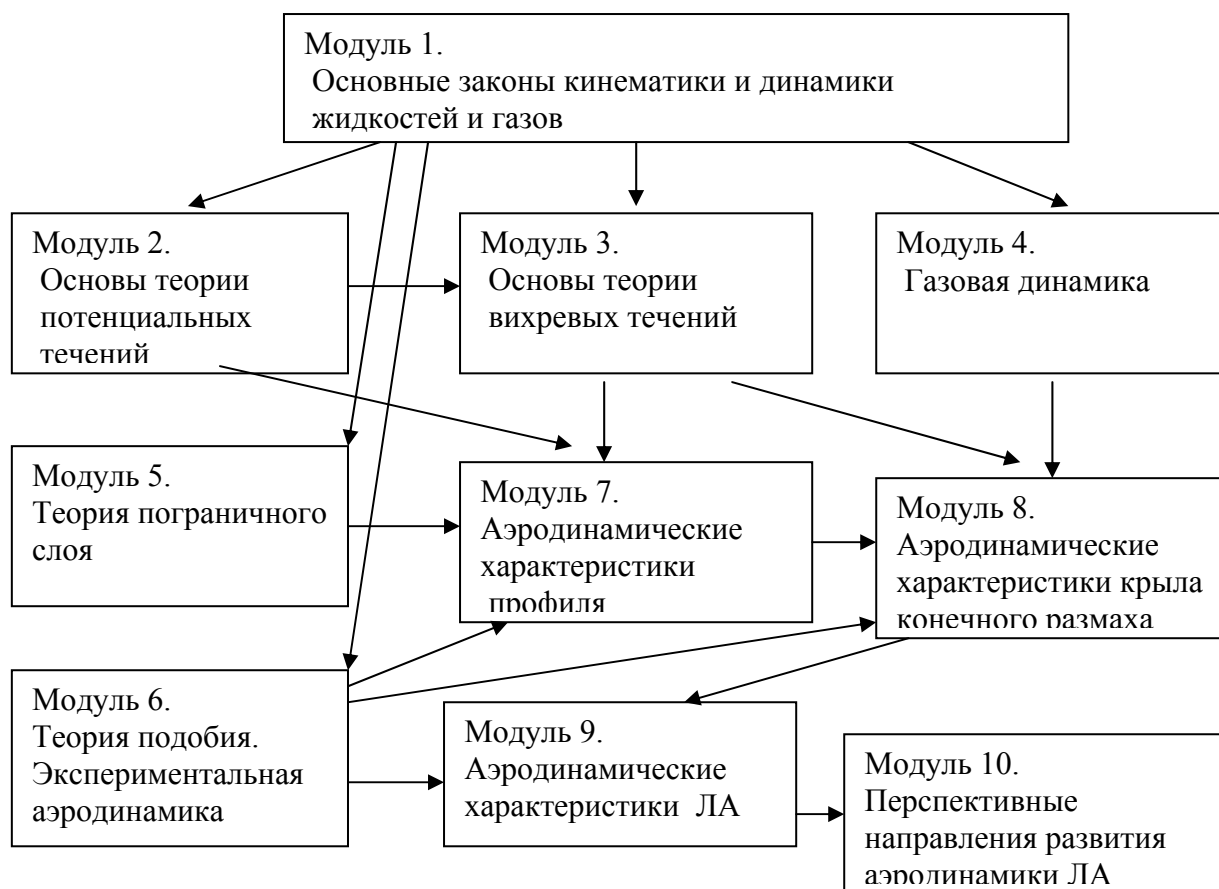 Модуль 1.
Основные законы кинематики и динамики
жидкостей и газов
Модуль 2.
Основы теории
потенциальных
течений
Модуль 3.
Основы теории
вихревых течений
Модуль 4.
Газовая динамика
Модуль 5.
Теория пограничного
слоя
Модуль 7.
Аэродинамические
характеристики
профиля
Модуль 8.
Аэродинамические
характеристики крыла
конечного размаха
Модуль 6.
Теория подобия.
Экспериментальная
аэродинамика
Модуль 9.
Аэродинамические
характеристики ЛА
Модуль 10.
Перспективные
направления развития
аэродинамики ЛА